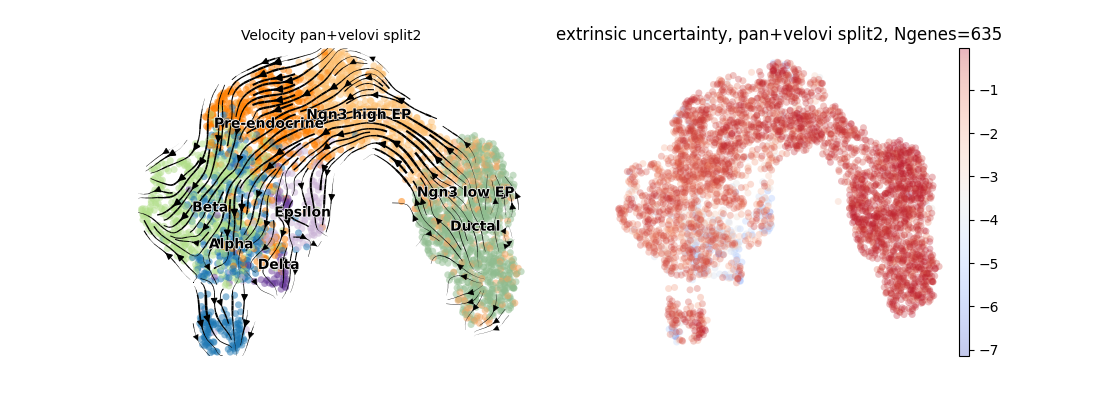 Velocity pan+velovi split2
Ngn3 high EP
Pre-endocrine
Ngn3 low EP
Beta
Epsilon
Ductal
Alpha
Delta
extrinsic uncertainty, pan+velovi split2, Ngenes=635
−1
−2
−3
−4
−5
−6
−7